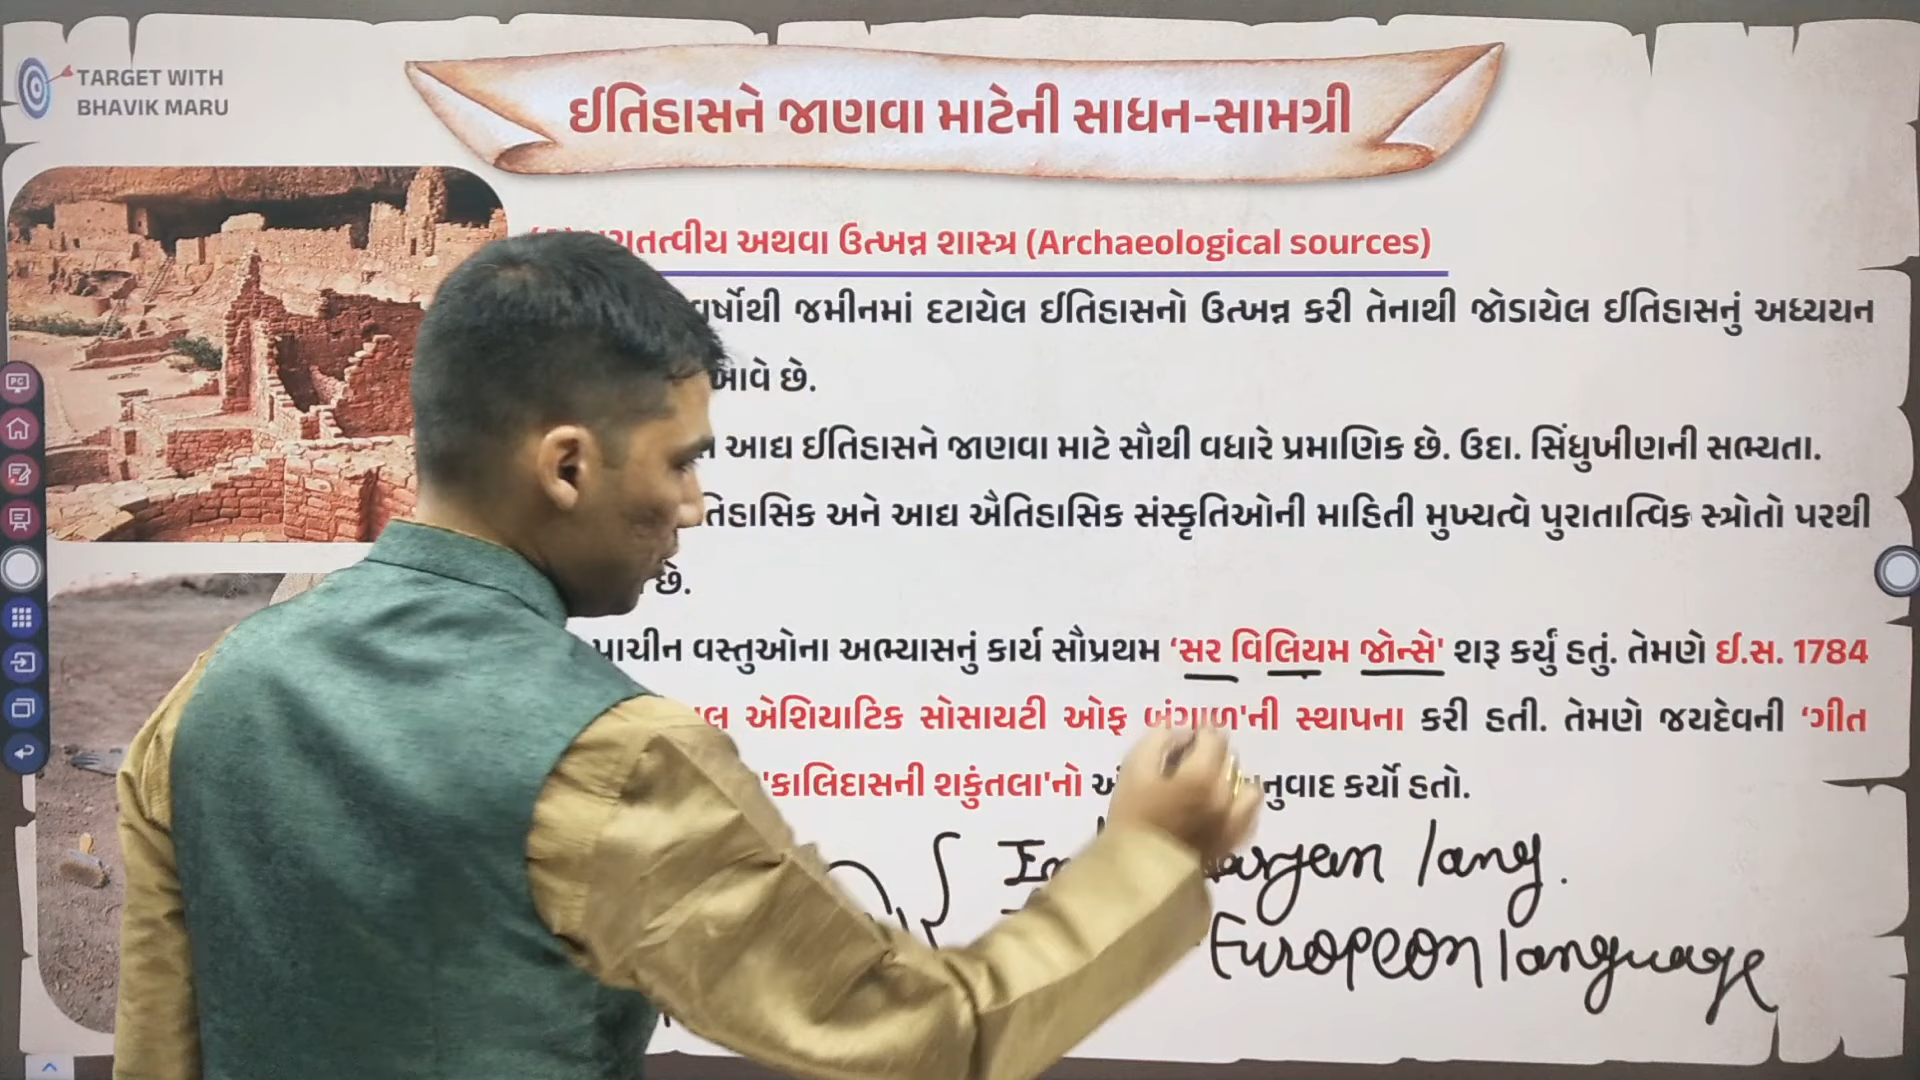 TARGET WITH
BHAVIK MARU
ઈતિહાસને જાણવા માટેની સાધન-સામગ્રી
અથવા ઉત્ખન્ન શાસ્ત્ર (Archaeological sources)
જમીનમાં દટાયેલ ઈતિહાસનો ઉત્ખન્ન કરી તેનાથી જોડાયેલ ઈતિહાસનું અધ્યયન
છે.
આદ્ય ઈતિહાસને જાણવા માટે સૌથી વધારે પ્રમાણિક છે. ઉદા. સિંધુખીણની સભ્યતા.
અને આદ્ય ઐતિહાસિક સંસ્કૃતિઓની માહિતી મુખ્યત્વે પુરાતાત્વિક સ્ત્રોતો પરથી
છે.
પ્રાચીન વસ્તુઓના અભ્યાસનું કાર્ય સૌપ્રથમ ‘સર વિલિયમ જોન્સે' શરૂ કર્યું હતું. તેમણે ઈ.સ. 1784
એશિયાટિક સોસાયટી ઓફ બંગાળ'ની સ્થાપના કરી હતી. તેમણે જયદેવની ‘ગીત
'કાલિદાસની શકુંતલા'નો કર્યો હતો.
lang.
European language